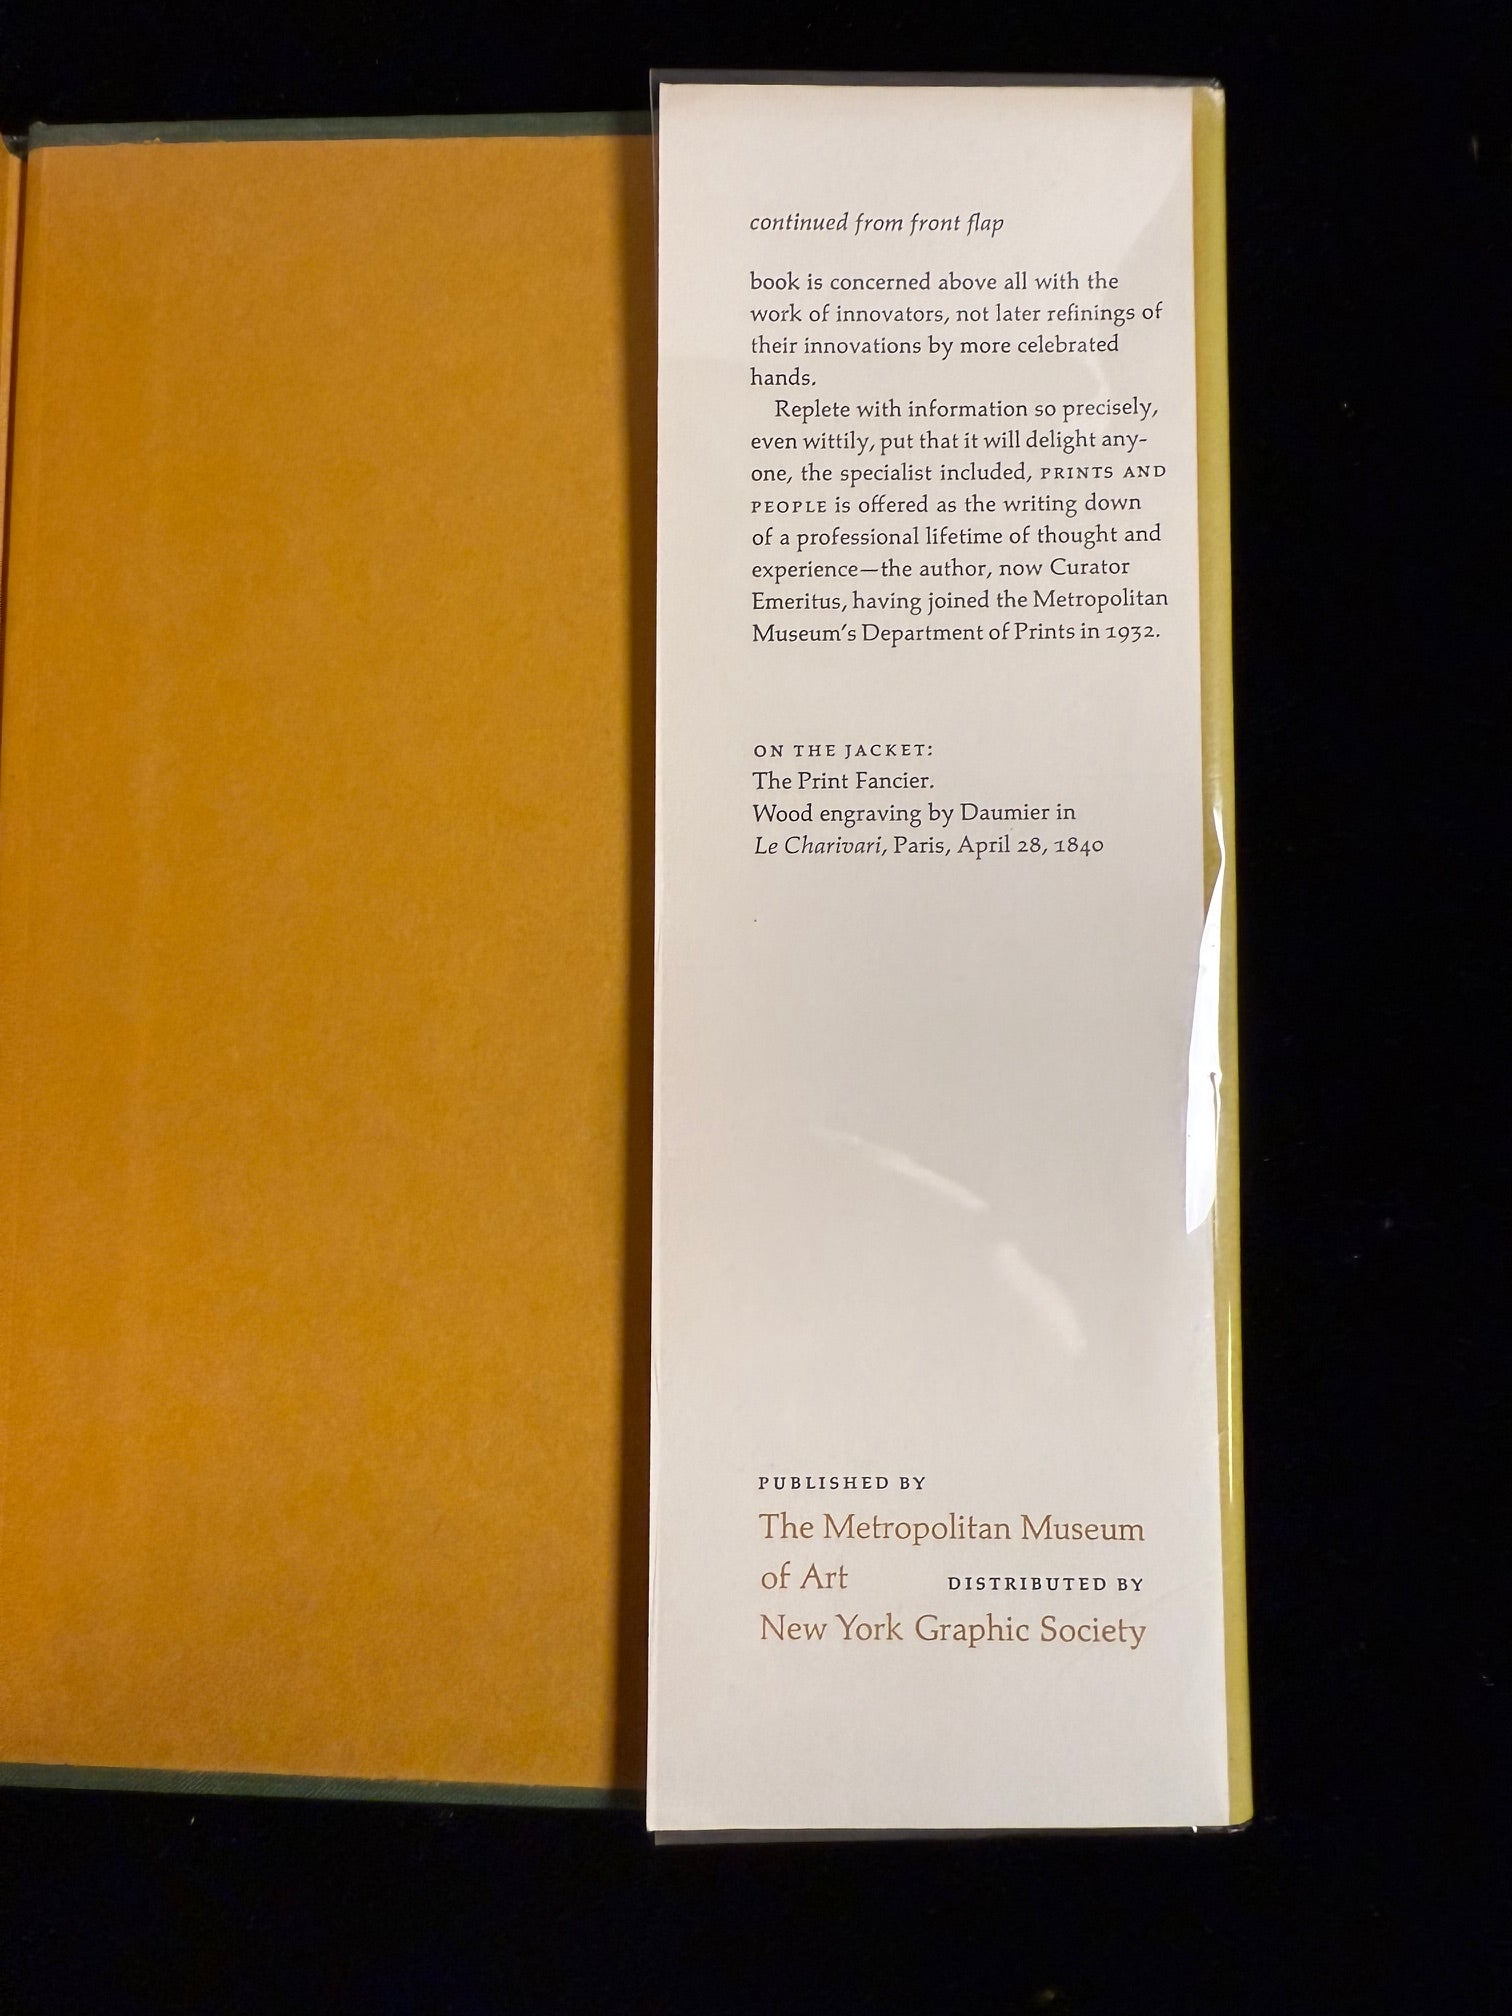 continued from front flap
book is concerned above all with the
work of innovators, not later refinings of
their innovations by more celebrated
hands.
Replete with information so precisely,
even wittily, put that it will delight any-
one, the specialist included, PRINTS AND
PEOPLE is offered as the writing down
of a professional lifetime of thought and
experience—the author, now Curator
Emeritus, having joined the Metropolitan
Museum's Department of Prints in 1932.
ON THE JACKET:
The Print Fancier.
Wood engraving by Daumier in
Le Charivari, Paris, April 28, 1840
PUBLISHED BY
The Metropolitan Museum
of Art DISTRIBUTED BY
New York Graphic Society